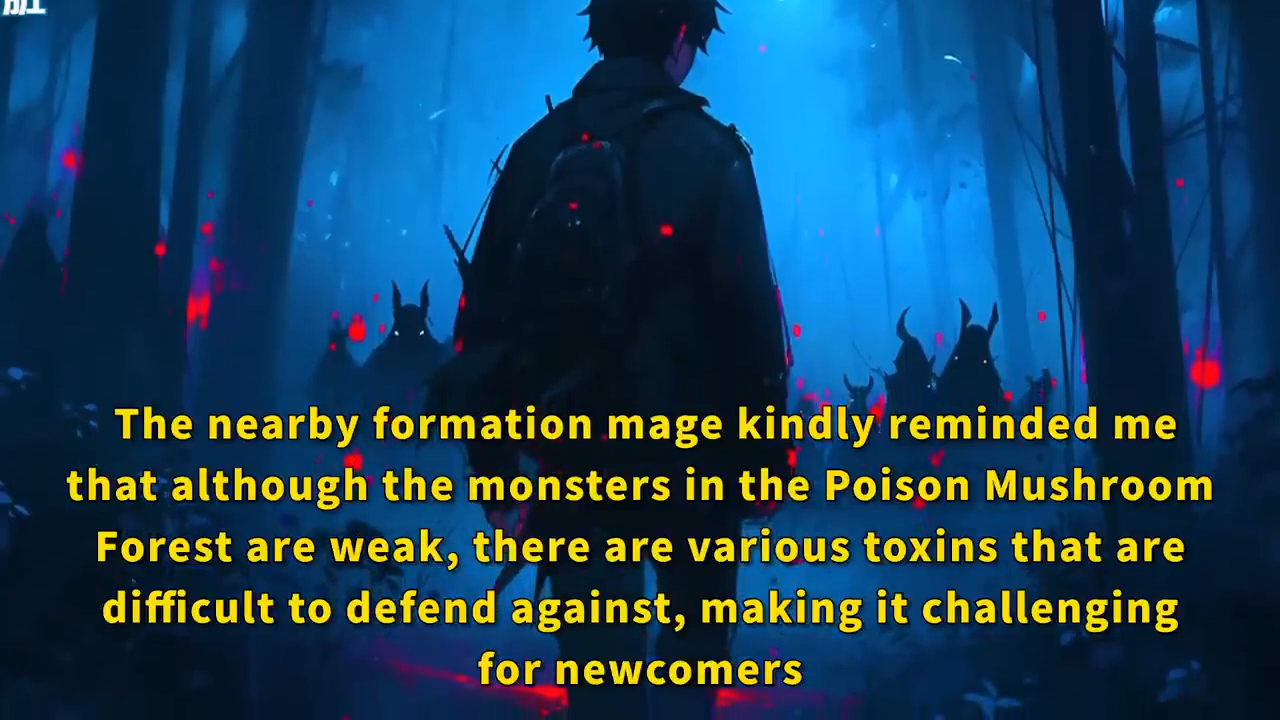 The nearby formation mage kindly reminded me
that although the monsters in the Poison Mushroom
Forest are weak, there are various toxins that are
difficult to defend against, making it challenging
for newcomers